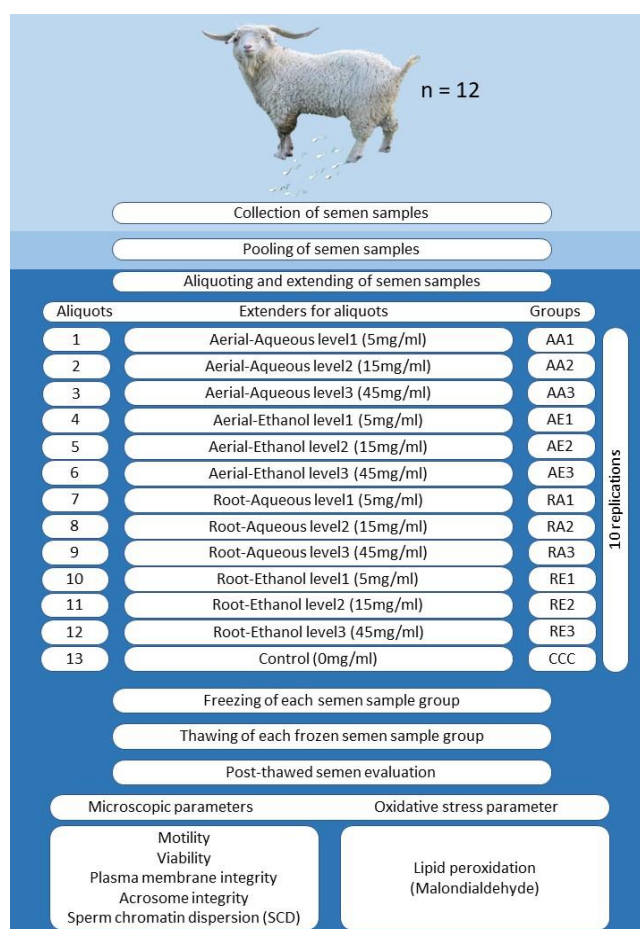 n = 12
Collection of semen samples
Pooling of semen samples
Aliquoting and extending of semen samples
Aliquots Extenders for aliquots Groups
1 Aerial-Aqueous level1 (5mg/ml) AA1
2 Aerial-Aqueous level2 (15mg/ml) AA2
3 Aerial-Aqueous level3 (45mg/ml) AA3
4 Aerial-Ethanol level1 (5mg/ml) AE1
5 Aerial-Ethanol level2 (15mg/ml) AE2
6 Aerial-Ethanol level3 (45mg/ml) AE3
7 Root-Aqueous level1 (5mg/ml) RA1
8 Root-Aqueous level2 (15mg/ml) RA2
9 Root-Aqueous level3 (45mg/ml) RA3
10 Root-Ethanol level1 (5mg/ml) RE1
11 Root-Ethanol level2 (15mg/ml) RE2
12 Root-Ethanol level3 (45mg/ml) RE3
13 Control (0mg/ml) CCC
10 replications
Freezing of each semen sample group
Thawing of each frozen semen sample group
Post-thawed semen evaluation
Microscopic parameters Oxidative stress parameter
Motility
Viability
Plasma membrane integrity
Acrosome integrity
Sperm chromatin dispersion (SCD)
Lipid peroxidation
(Malondialdehyde)